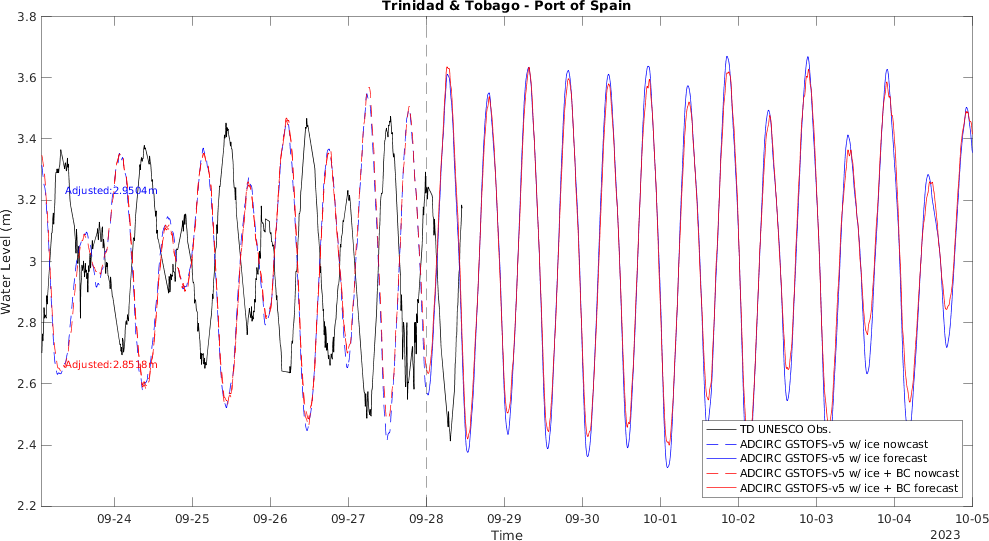 Trinidad & Tobago - Port of Spain
3.8
3.6
3.4
3.2
3
2.8
2.6
2.4
2.2
Water Level (m)
Adjusted:2.9504m
Adjusted:2.8518m
TD UNESCO Obs.
ADCIRC GSTOFS-v5 w/ ice nowcast
ADCIRC GSTOFS-v5 w/ ice forecast
ADCIRC GSTOFS-v5 w/ ice + BC nowcast
ADCIRC GSTOFS-v5 w/ ice + BC forecast
09-24 09-25 09-26 09-27 09-28 09-29 09-30 10-01 10-02 10-03 10-04 10-05
Time
2023